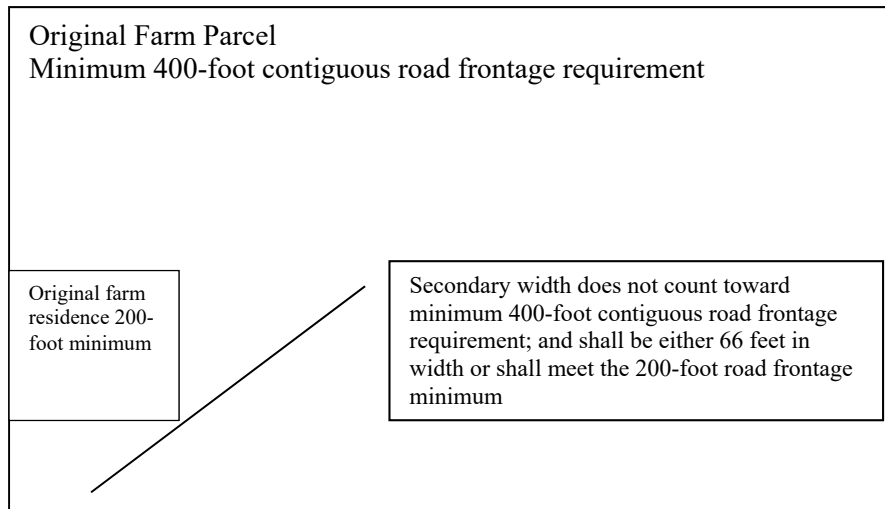 Original Farm Parcel
Minimum 400-foot contiguous road frontage requirement
Original farm
residence 200-
foot minimum
Secondary width does not count toward
minimum 400-foot contiguous road frontage
requirement; and shall be either 66 feet in
width or shall meet the 200-foot road frontage
minimum